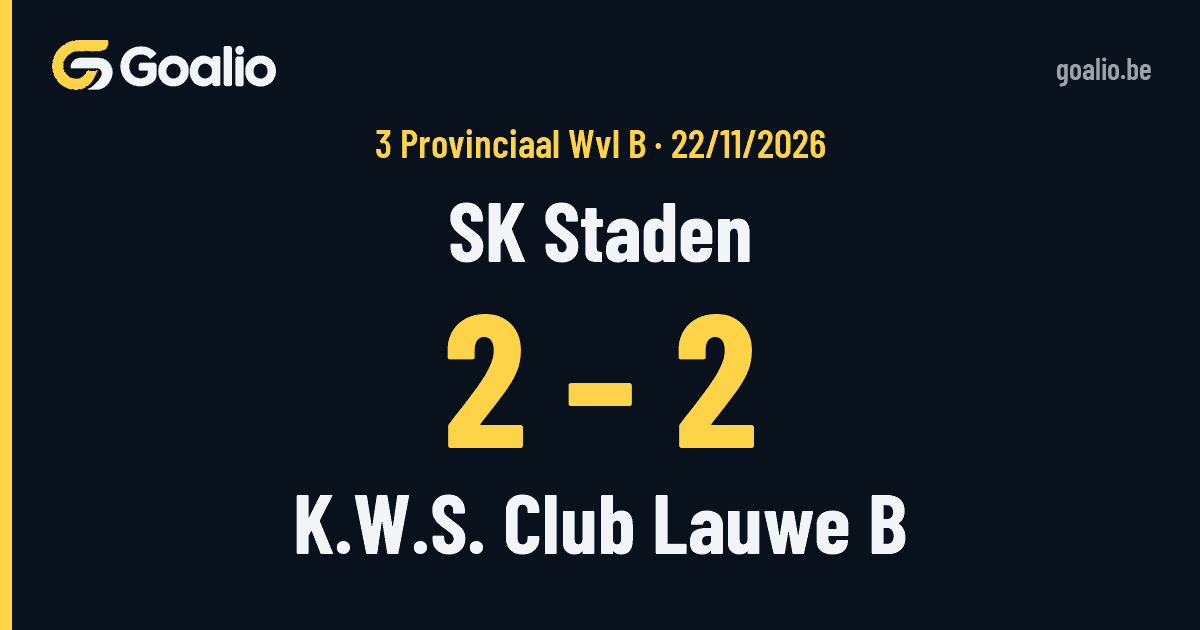 Goalio
goalio.be
3 Provinciaal Wvl B · 22/11/2026
SK Staden
2 – 2
K.W.S. Club Lauwe B